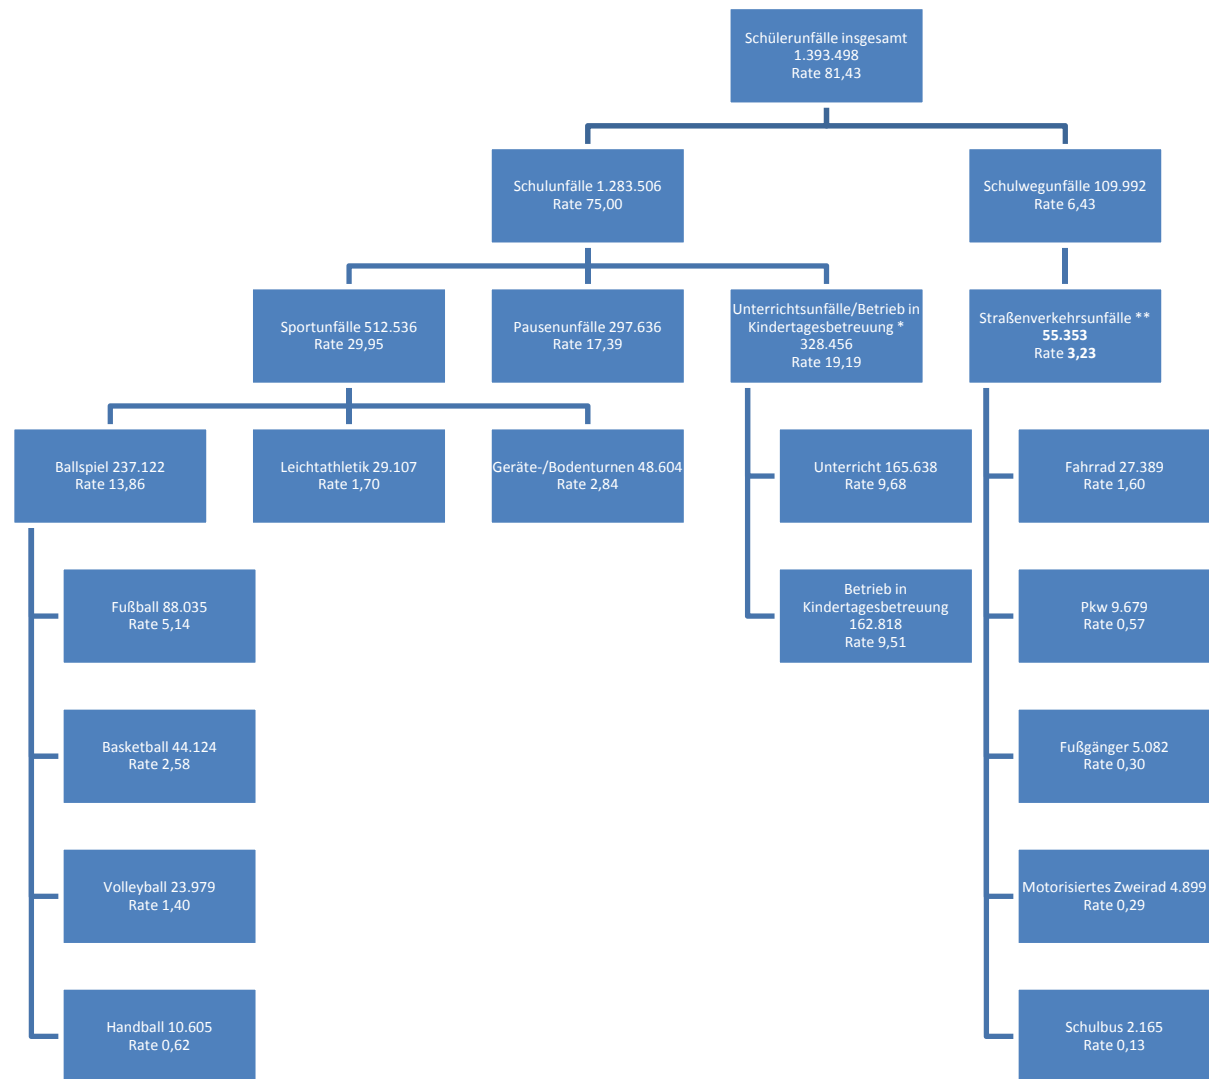 Schülerunfälle insgesamt
1.393.498
Rate 81,43
Schulunfälle 1.283.506
Rate 75,00
Schulwegunfälle 109.992
Rate 6,43
Sportunfälle 512.536
Rate 29,95
Pausenunfälle 297.636
Rate 17,39
Unterrichtsunfälle/Betrieb in
Kindertagesbetreuung *
328.456
Rate 19,19
Straßenverkehrsunfälle **
55.353
Rate 3,23
Ballspiel 237.122
Rate 13,86
Leichtathletik 29.107
Rate 1,70
Geräte-/Bodenturnen 48.604
Rate 2,84
Unterricht 165.638
Rate 9,68
Fahrrad 27.389
Rate 1,60
Fußball 88.035
Rate 5,14
Betrieb in
Kindertagesbetreuung
162.818
Rate 9,51
Pkw 9.679
Rate 0,57
Basketball 44.124
Rate 2,58
Fußgänger 5.082
Rate 0,30
Volleyball 23.979
Rate 1,40
Motorisiertes Zweirad 4.899
Rate 0,29
Handball 10.605
Rate 0,62
Schulbus 2.165
Rate 0,13